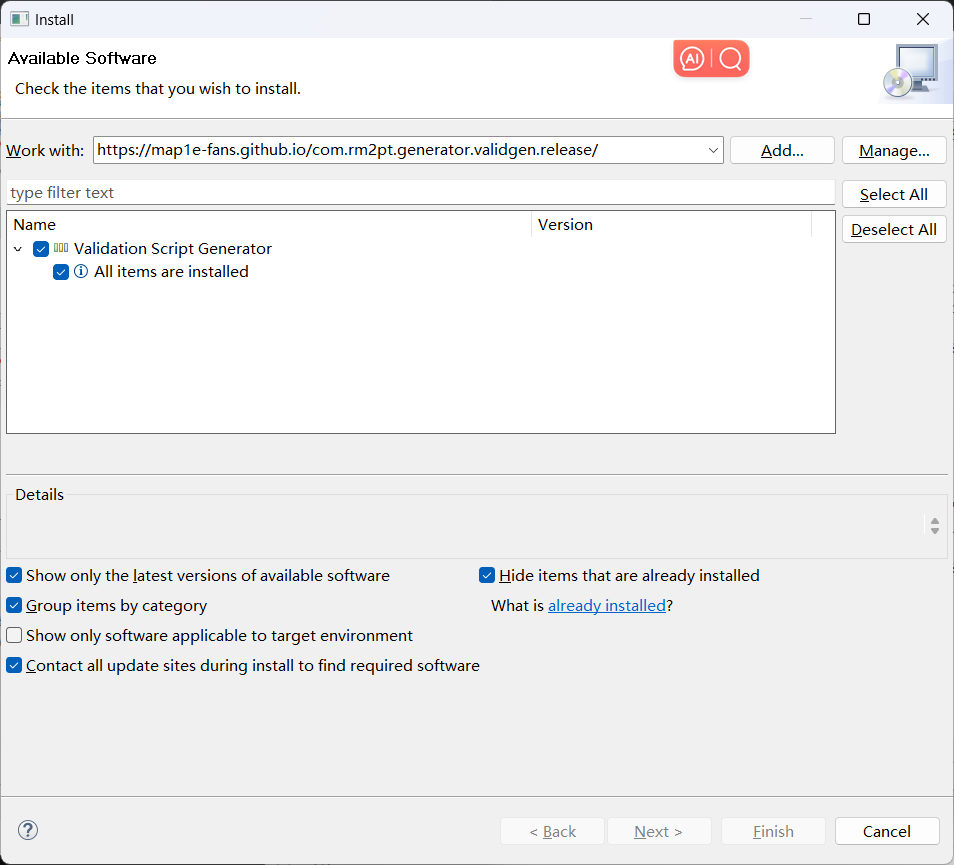 Install
Available Software
Check the items that you wish to install.
AI
Work with: https://map1e-fans.github.io/com.rm2pt.generator.validgen.release/ Add... Manage...
type filter text Select All
Name Version Deselect All
Validation Script Generator
All items are installed
Details
Show only the latest versions of available software Hide items that are already installed
Group items by category What is already installed?
Show only software applicable to target environment
Contact all update sites during install to find required software
? < Back Next > Finish Cancel